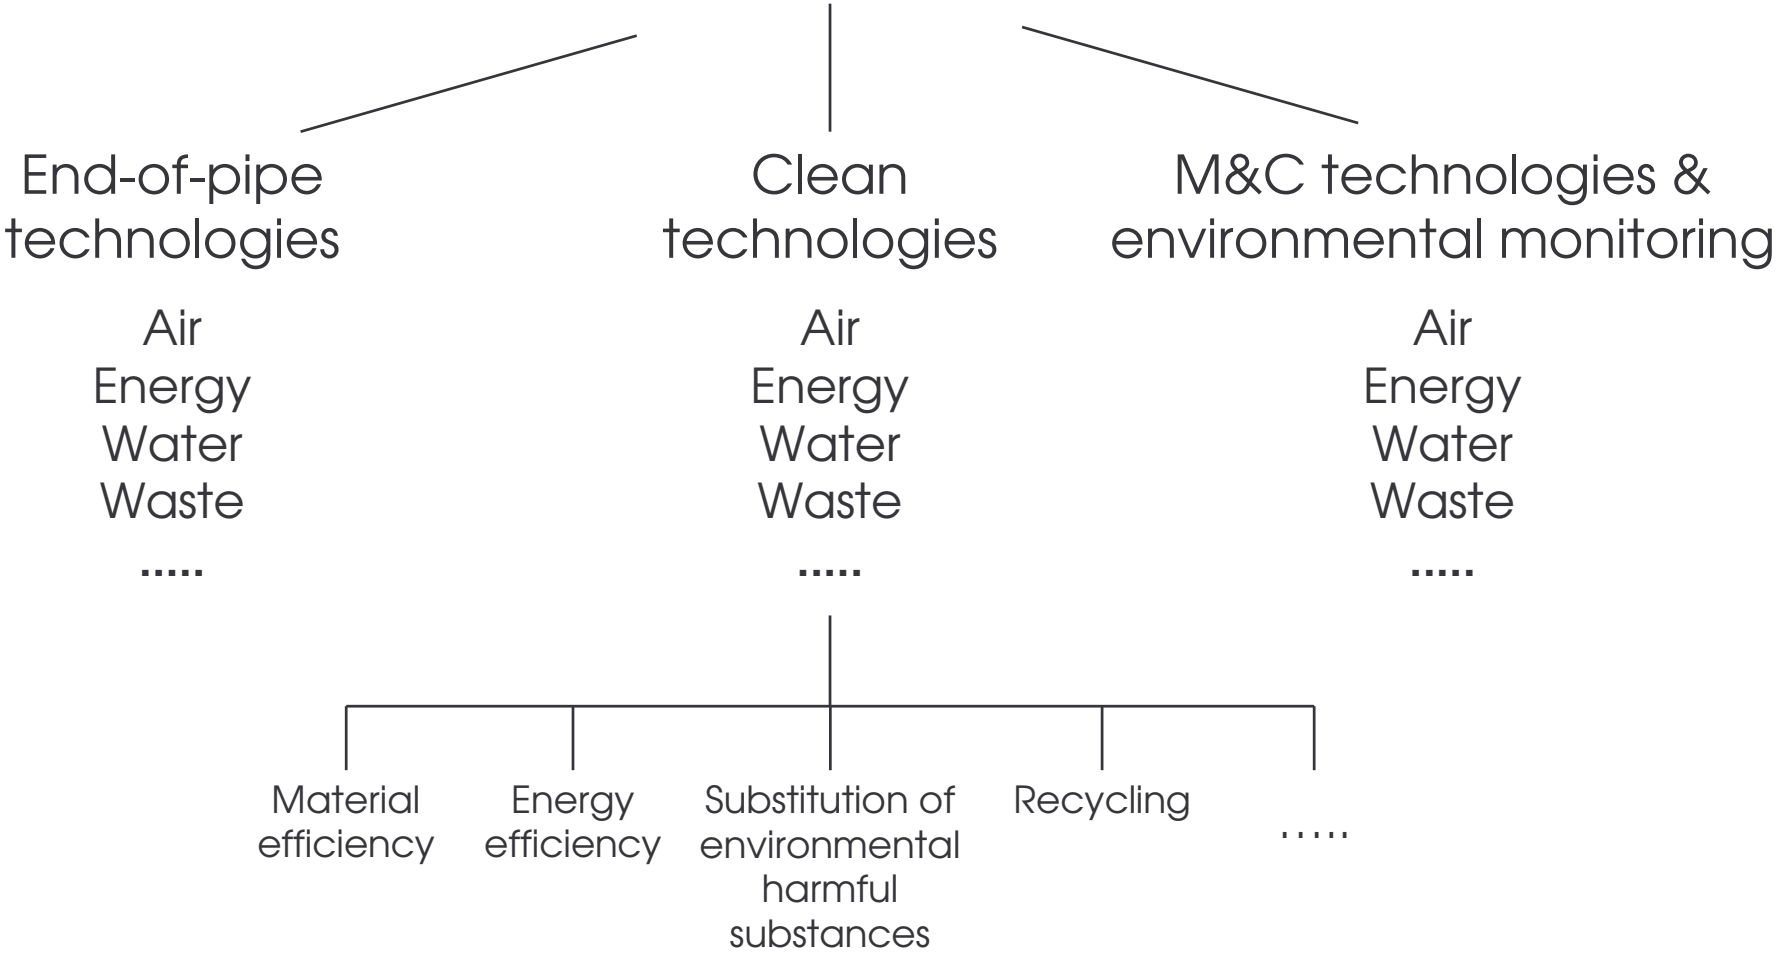 End-of-pipe
technologies
Air
Energy
Water
Waste
.....
Clean
technologies
Air
Energy
Water
Waste
.....
M&C technologies &
environmental monitoring
Air
Energy
Water
Waste
.....
Material
efficiency
Energy
efficiency
Substitution of
environmental
harmful
substances
Recycling
.....